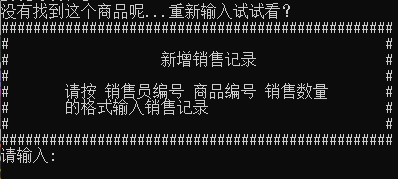 没有找到这个商品呢...重新输入试试看？
#################################################
#                                               #
#                   新增销售记录                #
#                                               #
#       请按 销售员编号 商品编号 销售数量       #
#       的格式输入销售记录                      #
#                                               #
#################################################
请输入: